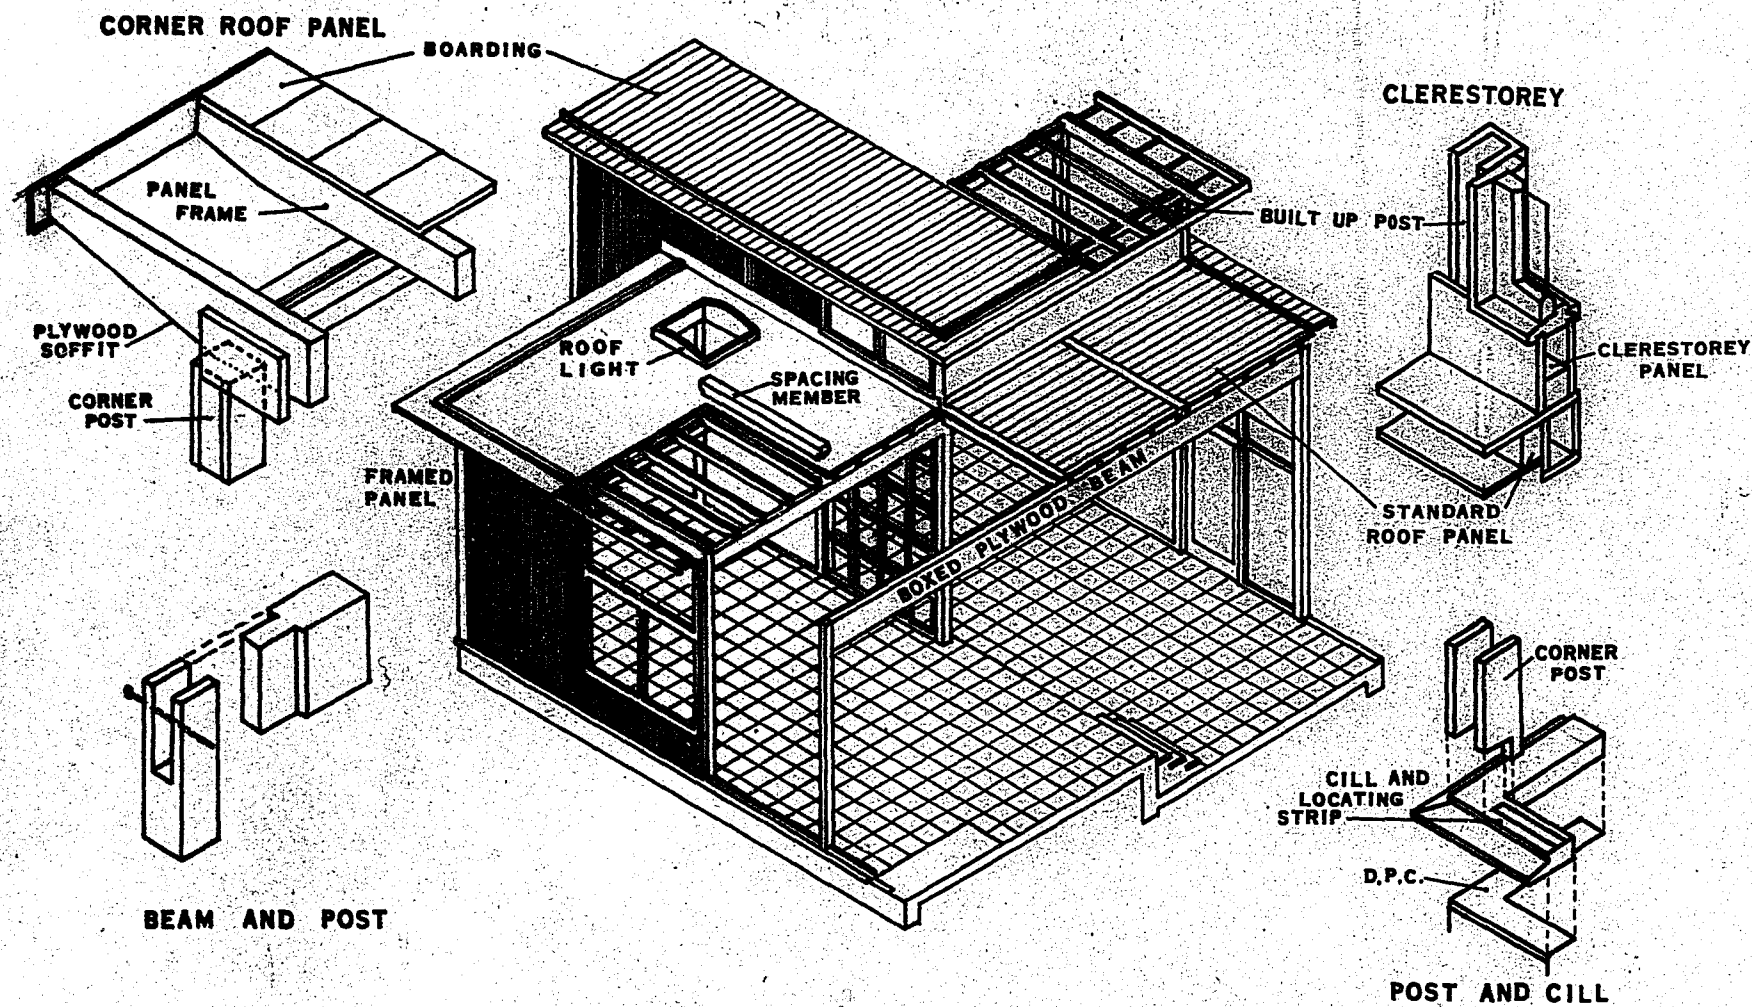 CORNER ROOF PANEL
BOARDING
PANEL
FRAME
PLYWOOD
SOFFIT
CORNER
POST
ROOF
LIGHT
SPACING
MEMBER
FRAMED
PANEL
BOXED PLYWOOD BEAM
CLERESTOREY
BUILT UP POST
CLERESTOREY
PANEL
STANDARD
ROOF PANEL
BEAM AND POST
CORNER
POST
CILL AND
LOCATING
STRIP
D.P.C.
POST AND CILL